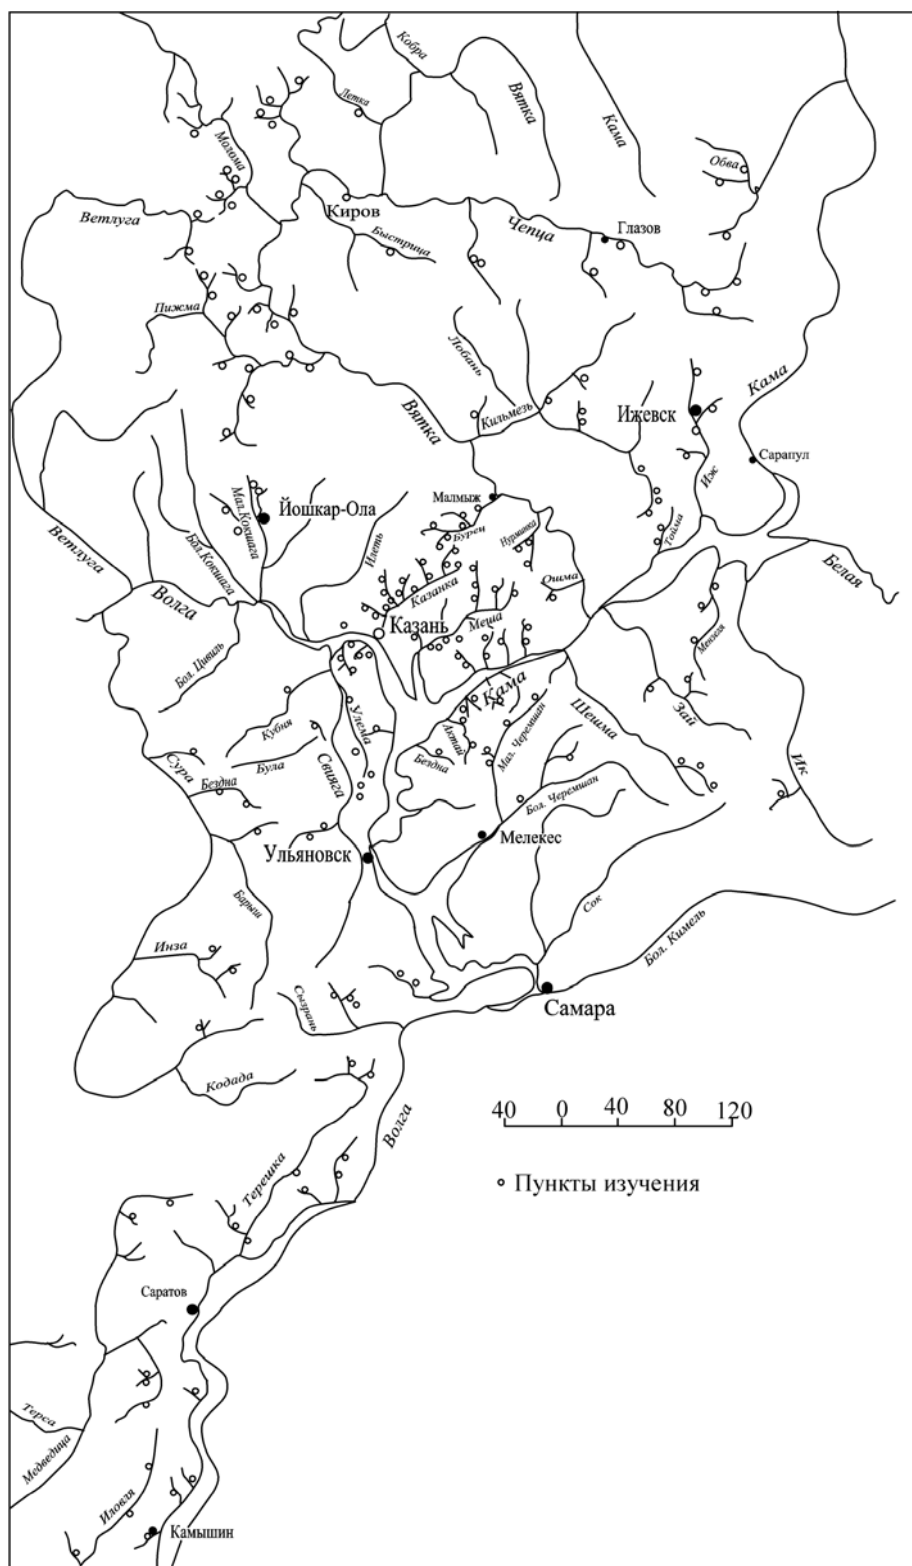 Кобра
Летка
Вятка
Кама
Молома
Обва
Ветлуга
Киров
Быстрица
Чепца
Глазов
Пижма
Лобань
Кама
Вятка
Кильмезь
Ижевск
Сарапул
Иж
Малмыж
Мал. Кокшага
Йошкар-Ола
Бурец
Нурминка
Тойма
Илеть
Бол. Кокшага
Ветлуга
Волга
Казанка
Ошма
Белая
Казань
Меша
Мензеля
Бол. Цивиль
Кама
Кубня
Улема
Лютай
Мал. Черемшан
Шешма
Зай
Ик
Сура
Бездна
Була
Свияга
Бездна
Бол. Черемшан
Ульяновск
Мелекес
Барыш
Сок
Инза
Бол. Кимель
Сызрань
Самара
Кодада
Волга
40 0 40 80 120
Терешка
Пункты изучения
Саратов
Терса
Медведица
Иловля
Камышин